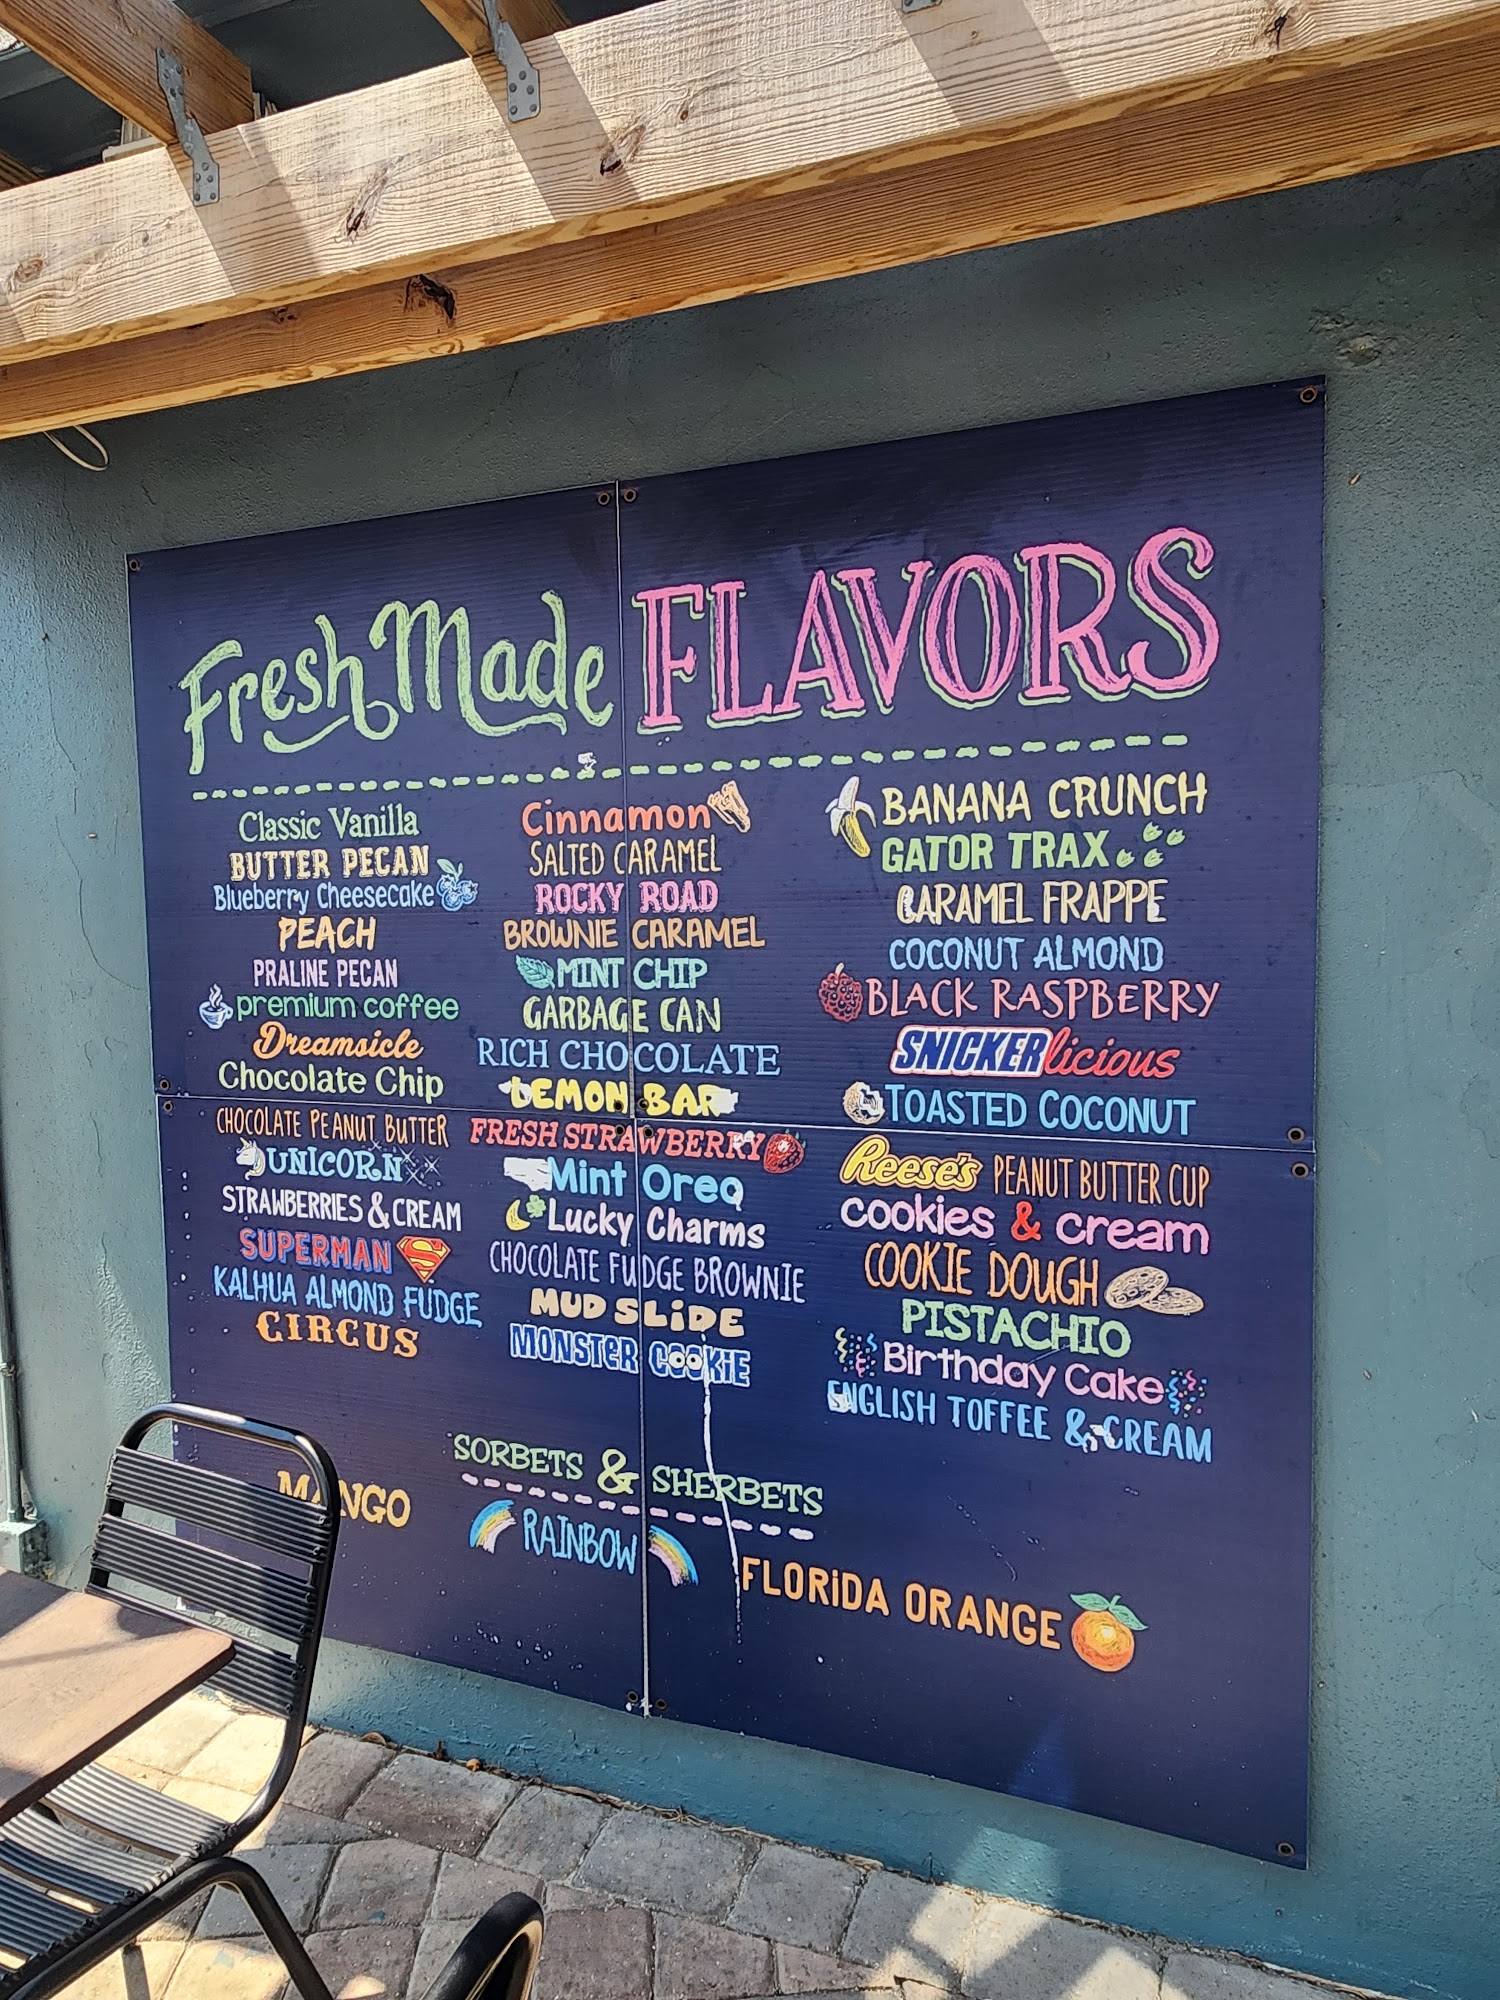 Fresh Made FLAVORS
Classic Vanilla
BUTTER PECAN
Blueberry Cheesecake
PEACH
PRALINE PECAN
premium coffee
Dreamsicle
Chocolate Chip
CHOCOLATE PEANUT BUTTER
UNICORN
STRAWBERRIES & CREAM
SUPERMAN
S
KALHUA ALMOND FUDGE
CIRCUS
Cinnamon
SALTED CARAMEL
ROCKY ROAD
BROWNIE CARAMEL
MINT CHIP
GARBAGE CAN
RICH CHOCOLATE
LEMON BAR
FRESH STRAWBERRY
Mint Oreo
Lucky Charms
CHOCOLATE FUDGE BROWNIE
MUD SLiDE
MONSTER COOKiE
BANANA CRUNCH
GATOR TRAX
CARAMEL FRAPPE
COCONUT ALMOND
BLACK RASPBERRY
SNICKERlicious
TOASTED COCONUT
Reese's PEANUT BUTTER CUP
cookies & cream
COOKIE DOUGH
PISTACHIO
Birthday Cake
ENGLISH TOFFEE & CREAM
SORBETS & SHERBETS
MANGO
RAINBOW
FLORiDA ORANGE